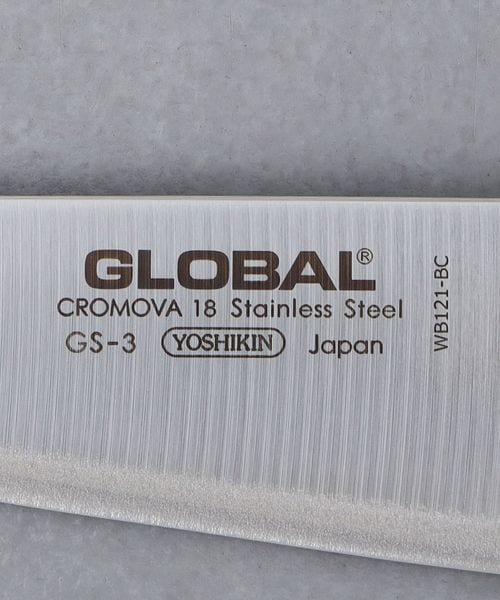 GLOBAL®
CROMOVA 18 Stainless Steel
GS-3 YOSHIKIN Japan
WB121-BC